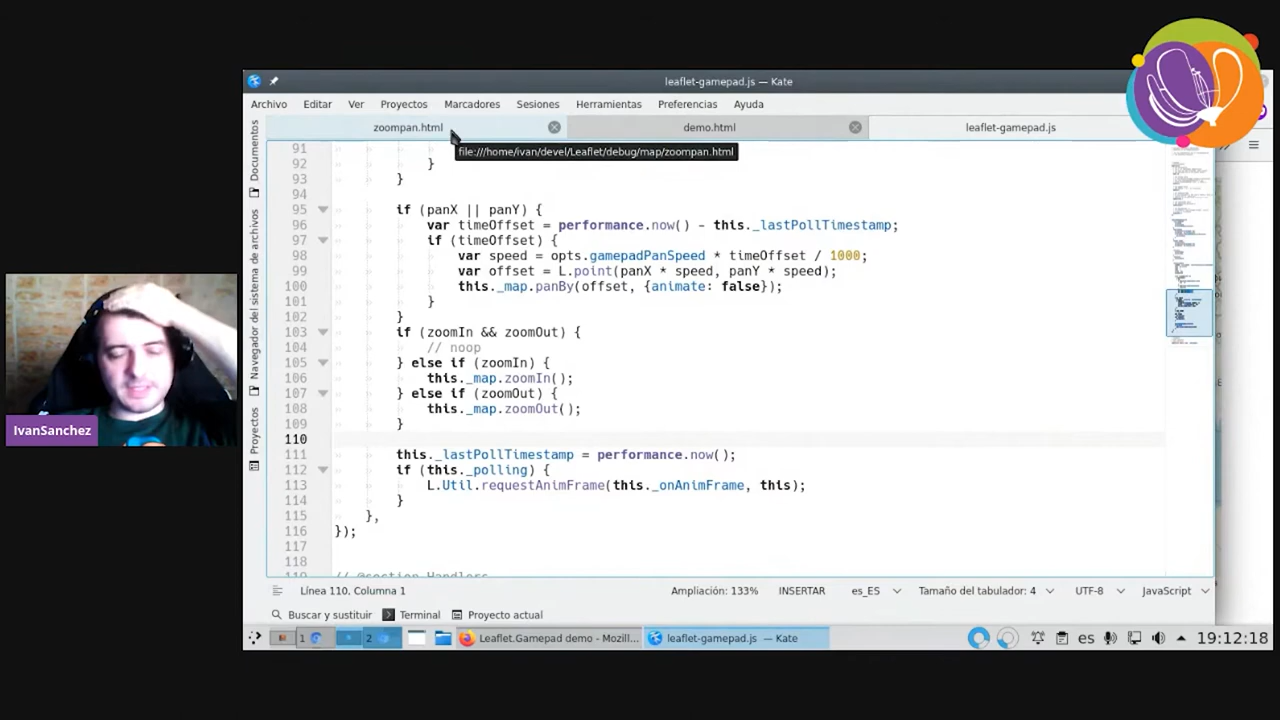 leaflet-gamepad.js — Kate
Archivo Editar Ver Proyectos Marcadores Sesiones Herramientas Preferencias Ayuda
zoompan.html demo.html leaflet-gamepad.js
file:///home/ivan/devel/Leaflet/debug/map/zoompan.html
Documentos
Navegador del sistema de archivos
Proyectos
91
92 }
93 }
94
95 if (panX || panY) {
96 var timeOffset = performance.now() - this._lastPollTimestamp;
97 if (timeOffset) {
98 var speed = opts.gamepadPanSpeed * timeOffset / 1000;
99 var offset = L.point(panX * speed, panY * speed);
100 this._map.panBy(offset, {animate: false});
101 }
102 }
103 if (zoomIn && zoomOut) {
104 // noop
105 } else if (zoomIn) {
106 this._map.zoomIn();
107 } else if (zoomOut) {
108 this._map.zoomOut();
109 }
110
111 this._lastPollTimestamp = performance.now();
112 if (this._polling) {
113 L.Util.requestAnimFrame(this._onAnimFrame, this);
114 }
115 },
116 });
117
118
119 // @section Handlers
Línea 110, Columna 1 Ampliación: 133% INSERTAR es_ES Tamaño del tabulador: 4 UTF-8 JavaScript
Buscar y sustituir Terminal Proyecto actual
1 2 Leaflet.Gamepad demo - Mozill... leaflet-gamepad.js — Kate es 19:12:18
IvanSanchez